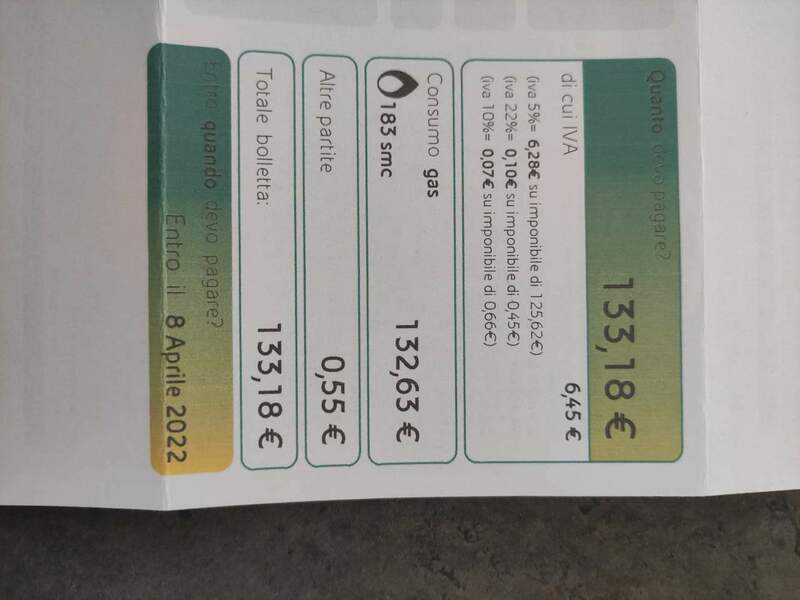 Quanto devo pagare?
133,18 €
di cui IVA 6,45 €
(iva 5%= 6,28€ su imponibile di 125,62€)
(iva 22%= 0,10€ su imponibile di 0,45€)
(iva 10%= 0,07€ su imponibile di 0,66€)
Consumo gas
183 smc 132,63 €
Altre partite 0,55 €
Totale bolletta: 133,18 €
Entro quando devo pagare?
Entro il 8 Aprile 2022